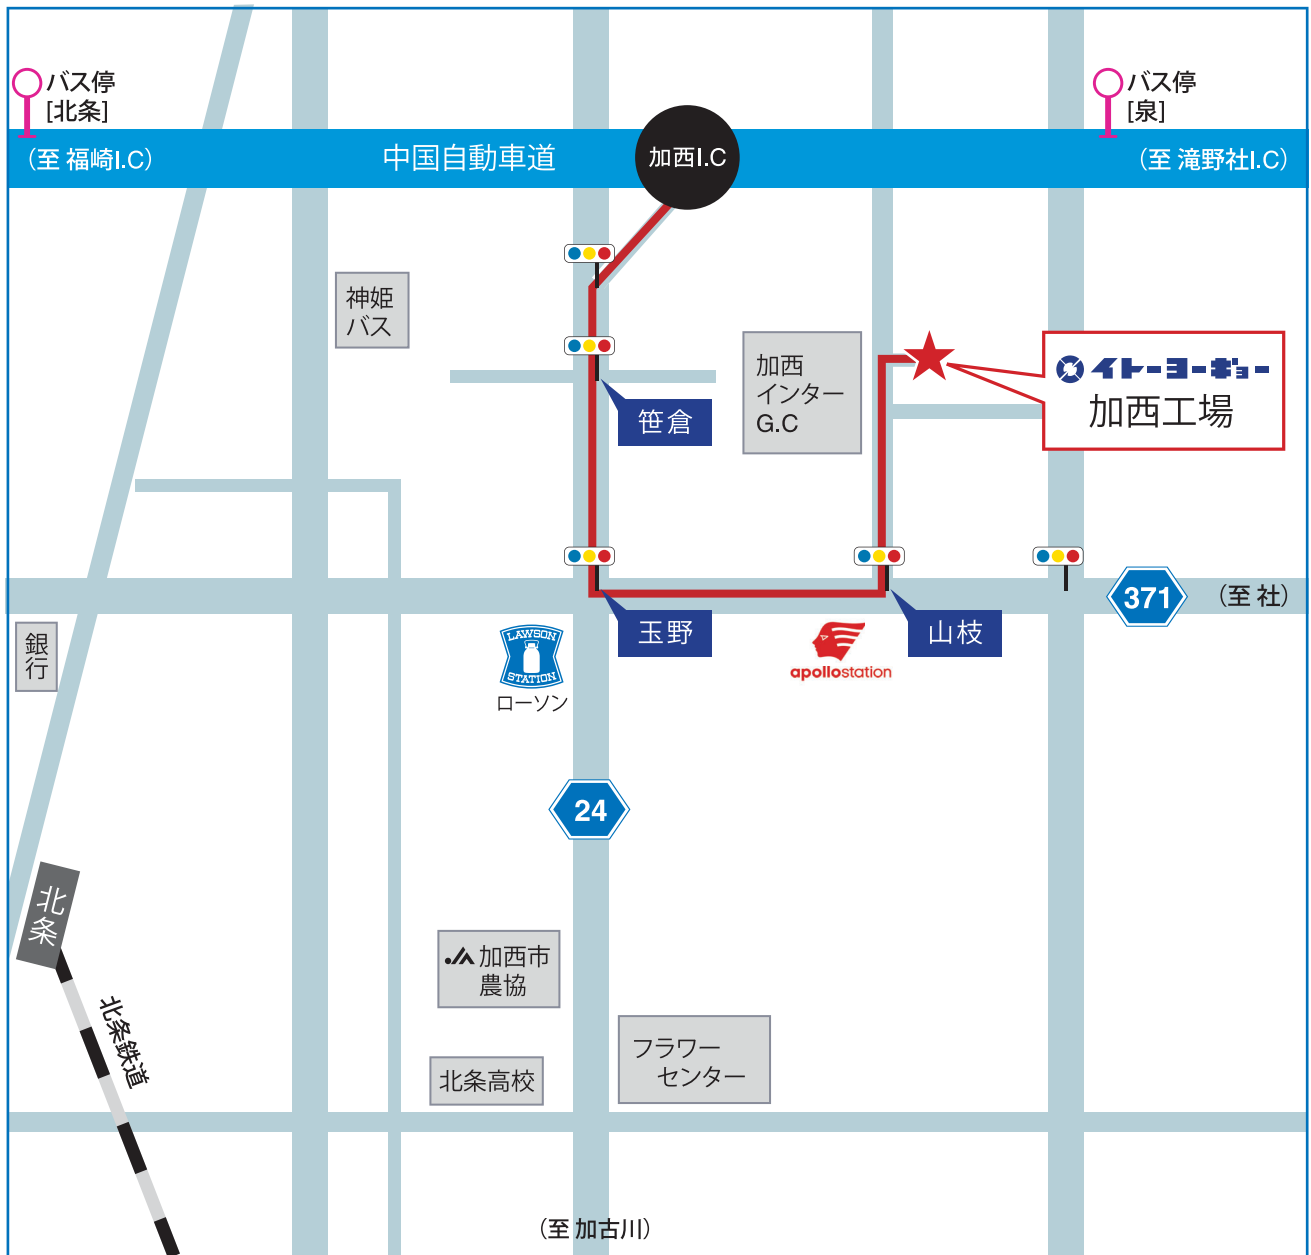 バス停
[北条]
バス停
[泉]
(至 福崎I.C)
中国自動車道
加西I.C
(至 滝野社I.C)
神姫
バス
加西
インター
G.C
イトーヨーギョー
加西工場
笹倉
371
(至 社)
銀
行
LAWSON
STATION
ローソン
玉野
apollostation
山枝
24
北条
北条鉄道
JA 加西市
農協
フラワー
センター
北条高校
(至 加古川)